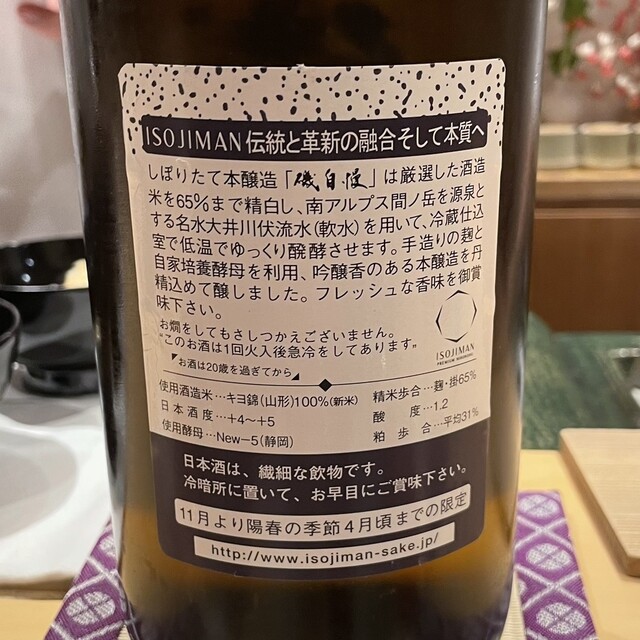 ISOJIMAN 伝統と革新の融合そして本質へ
しぼりたて本醸造「磯自慢」は厳選した酒造
米を65%まで精白し、南アルプス間ノ岳を源泉と
する名水大井川伏流水(軟水)を用いて、冷蔵仕込
室で低温でゆっくり醗酵させます。手造りの麹と
自家培養酵母を利用、吟醸香のある本醸造を丹
精込めて醸しました。フレッシュな香味を御賞
味下さい。
お燗をしてもさしつかえございません。
"このお酒は1回火入後急冷をしてあります"
お酒は20歳を過ぎてから
ISOJIMAN
PREMIUM
使用酒造米…キヨ錦(山形)100%(新米)
日本酒度…+4〜+5
使用酵母…New-5(静岡)
精米歩合…麹・掛65%
酸度…1.2
粕歩合…平均31%
日本酒は、繊細な飲物です。
冷暗所に置いて、お早目にご賞味下さい。
11月より陽春の季節4月頃までの限定
http://www.isojiman-sake.jp/